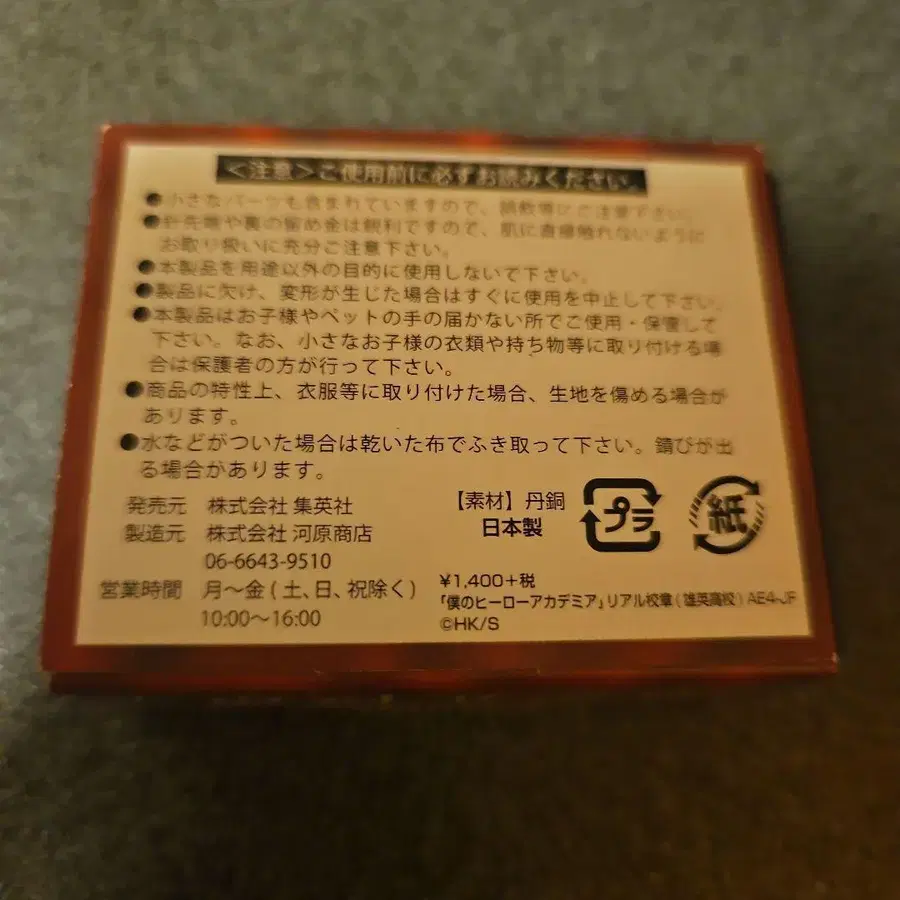 ＜注意＞ご使用前に必ずお読みください。
●小さなパーツも含まれていますので、誤飲等にご注意下さい。
●針先端や裏の留め金は鋭利ですので、肌に直接触れないように
お取り扱いに充分ご注意下さい。
●本製品を用途以外の目的に使用しないで下さい。
●製品に欠け、変形が生じた場合はすぐに使用を中止して下さい。
●本製品はお子様やペットの手の届かない所でご使用・保管して
下さい。なお、小さなお子様の衣類や持ち物等に取り付ける場
合は保護者の方が行って下さい。
●商品の特性上、衣服等に取り付けた場合、生地を傷める場合が
あります。
●水などがついた場合は乾いた布でふき取って下さい。錆びが出
る場合があります。
発売元 株式会社 集英社
製造元 株式会社 河原商店
06-6643-9510
営業時間 月～金(土、日、祝除く)
10:00～16:00
【素材】丹銅
日本製
プラ
紙
¥1,400+税
「僕のヒーローアカデミア」リアル校章(雄英高校) AE4-JF
©HK/S